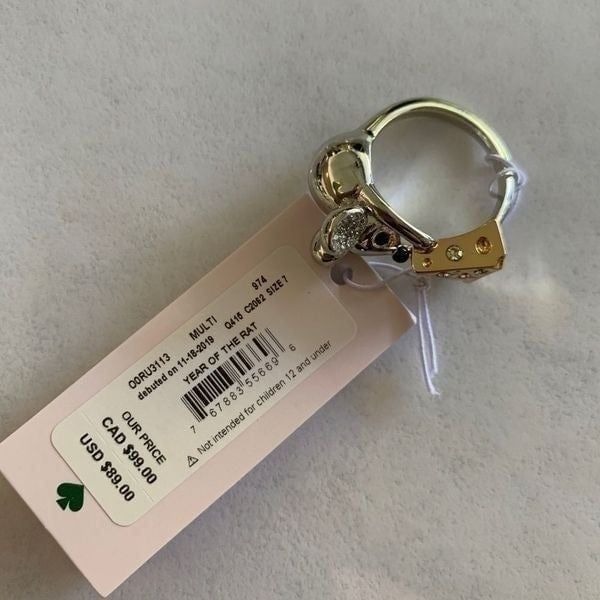 O0RU3113 MULTI 974
debuted on 11-18-2019 Q416 C2062 SIZE 7
YEAR OF THE RAT
7 67883 55669 6
⚠ Not intended for children 12 and under
OUR PRICE
CAD $99.00
USD $89.00